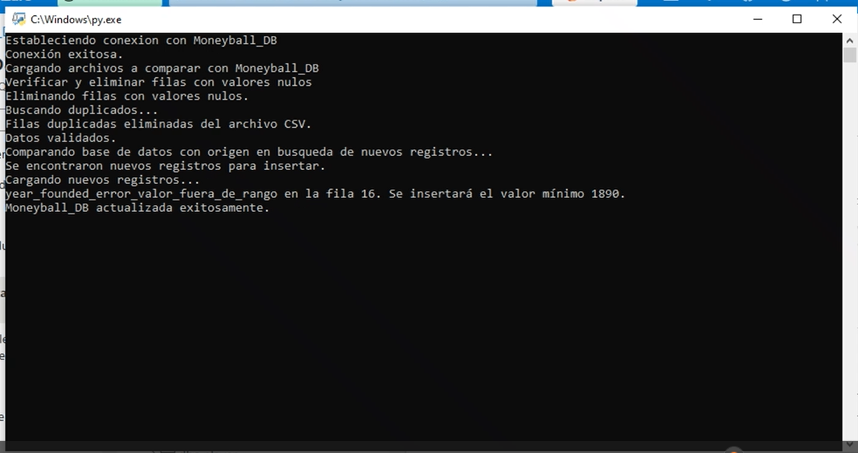 C:\Windows\py.exe
Estableciendo conexion con Moneyball_DB
Conexión exitosa.
Cargando archivos a comparar con Moneyball_DB
Verificar y eliminar filas con valores nulos
Eliminando filas con valores nulos.
Buscando duplicados...
Filas duplicadas eliminadas del archivo CSV.
Datos validados.
Comparando base de datos con origen en busqueda de nuevos registros...
Se encontraron nuevos registros para insertar.
Cargando nuevos registros...
year_founded_error_valor_fuera_de_rango en la fila 16. Se insertará el valor mínimo 1890.
Moneyball_DB actualizada exitosamente.